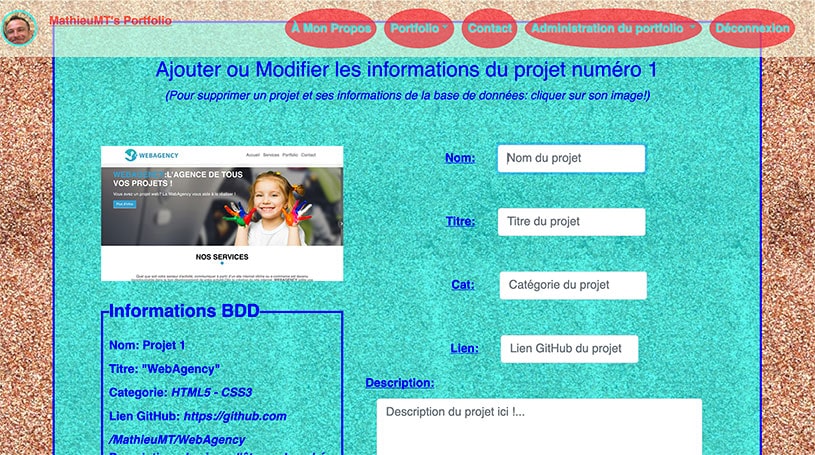 MathieuMT's Portfolio
À Mon Propos
Portfolio
Contact
Administration du portfolio
Déconnexion
Ajouter ou Modifier les informations du projet numéro 1
(Pour supprimer un projet et ses informations de la base de données: cliquer sur son image!)
WEBAGENCY
Accueil Services Portfolio Contact
WEBAGENCY :L'AGENCE DE TOUS
VOS PROJETS !
Vous avez un projet web? La WebAgency vous aide à le réaliser !
Plus d'infos
NOS SERVICES
Informations BDD
Nom: Projet 1
Titre: "WebAgency"
Categorie: HTML5 - CSS3
Lien GitHub: https://github.com
/MathieuMT/WebAgency
Nom: Nom du projet
Titre: Titre du projet
Cat: Catégorie du projet
Lien: Lien GitHub du projet
Description:
Description du projet ici !...